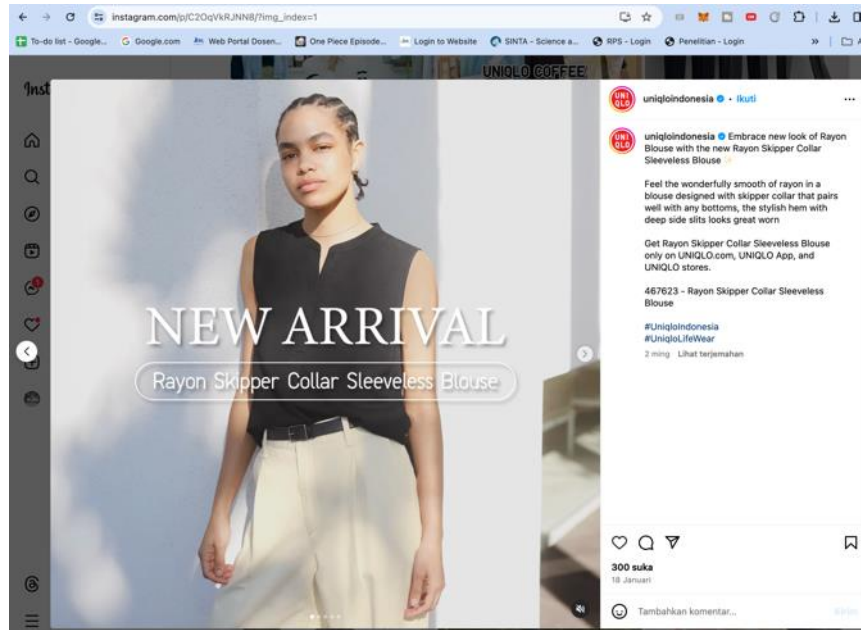 instagram.com/p/C2OqVkRJNN8/?img_index=1
To-do list - Google...
Google.com
Web Portal Dosen...
One Piece Episode...
Login to Website
SINTA - Science a...
RPS - Login
Penelitian - Login
»
UNIQLO COFFEE
Inst
NEW ARRIVAL
Rayon Skipper Collar Sleeveless Blouse
UNI
QLO
uniqloindonesia • Ikuti
UNI
QLO
uniqloindonesia Embrace new look of Rayon
Blouse with the new Rayon Skipper Collar
Sleeveless Blouse ✨
Feel the wonderfully smooth of rayon in a
blouse designed with skipper collar that pairs
well with any bottoms, the stylish hem with
deep side slits looks great worn
Get Rayon Skipper Collar Sleeveless Blouse
only on UNIQLO.com, UNIQLO App, and
UNIQLO stores.
467623 - Rayon Skipper Collar Sleeveless
Blouse
#UniqloIndonesia
#UniqloLifeWear
2 ming Lihat terjemahan
300 suka
18 Januari
Tambahkan komentar...